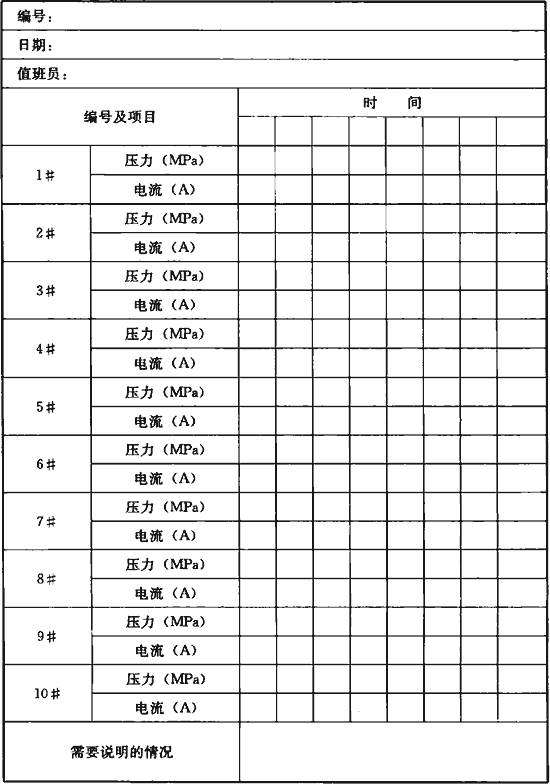 编号：
日期：
值班员：
编号及项目
时 间
1# 压力（MPa）
电流（A）
2# 压力（MPa）
电流（A）
3# 压力（MPa）
电流（A）
4# 压力（MPa）
电流（A）
5# 压力（MPa）
电流（A）
6# 压力（MPa）
电流（A）
7# 压力（MPa）
电流（A）
8# 压力（MPa）
电流（A）
9# 压力（MPa）
电流（A）
10# 压力（MPa）
电流（A）
需要说明的情况